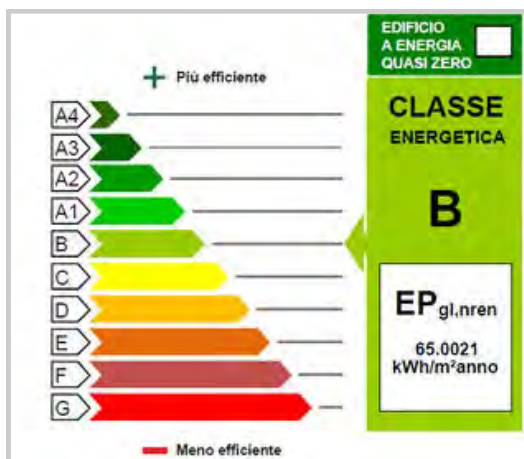 EDIFICIO
A ENERGIA
QUASI ZERO
Più efficiente
A4
A3
A2
A1
B
C
D
E
F
G
Meno efficiente
CLASSE
ENERGETICA
B
EPgl,nren
65.0021
kWh/m²anno